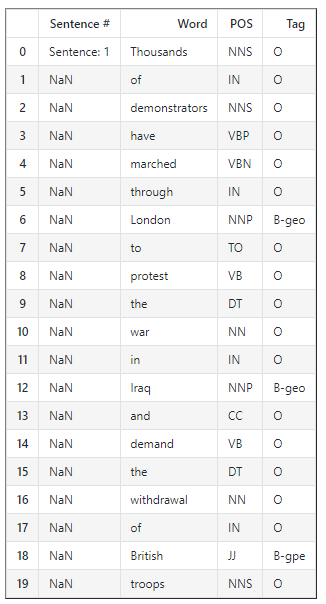 Sentence # Word POS Tag
0 Sentence: 1 Thousands NNS O
1 NaN of IN O
2 NaN demonstrators NNS O
3 NaN have VBP O
4 NaN marched VBN O
5 NaN through IN O
6 NaN London NNP B-geo
7 NaN to TO O
8 NaN protest VB O
9 NaN the DT O
10 NaN war NN O
11 NaN in IN O
12 NaN Iraq NNP B-geo
13 NaN and CC O
14 NaN demand VB O
15 NaN the DT O
16 NaN withdrawal NN O
17 NaN of IN O
18 NaN British JJ B-gpe
19 NaN troops NNS O